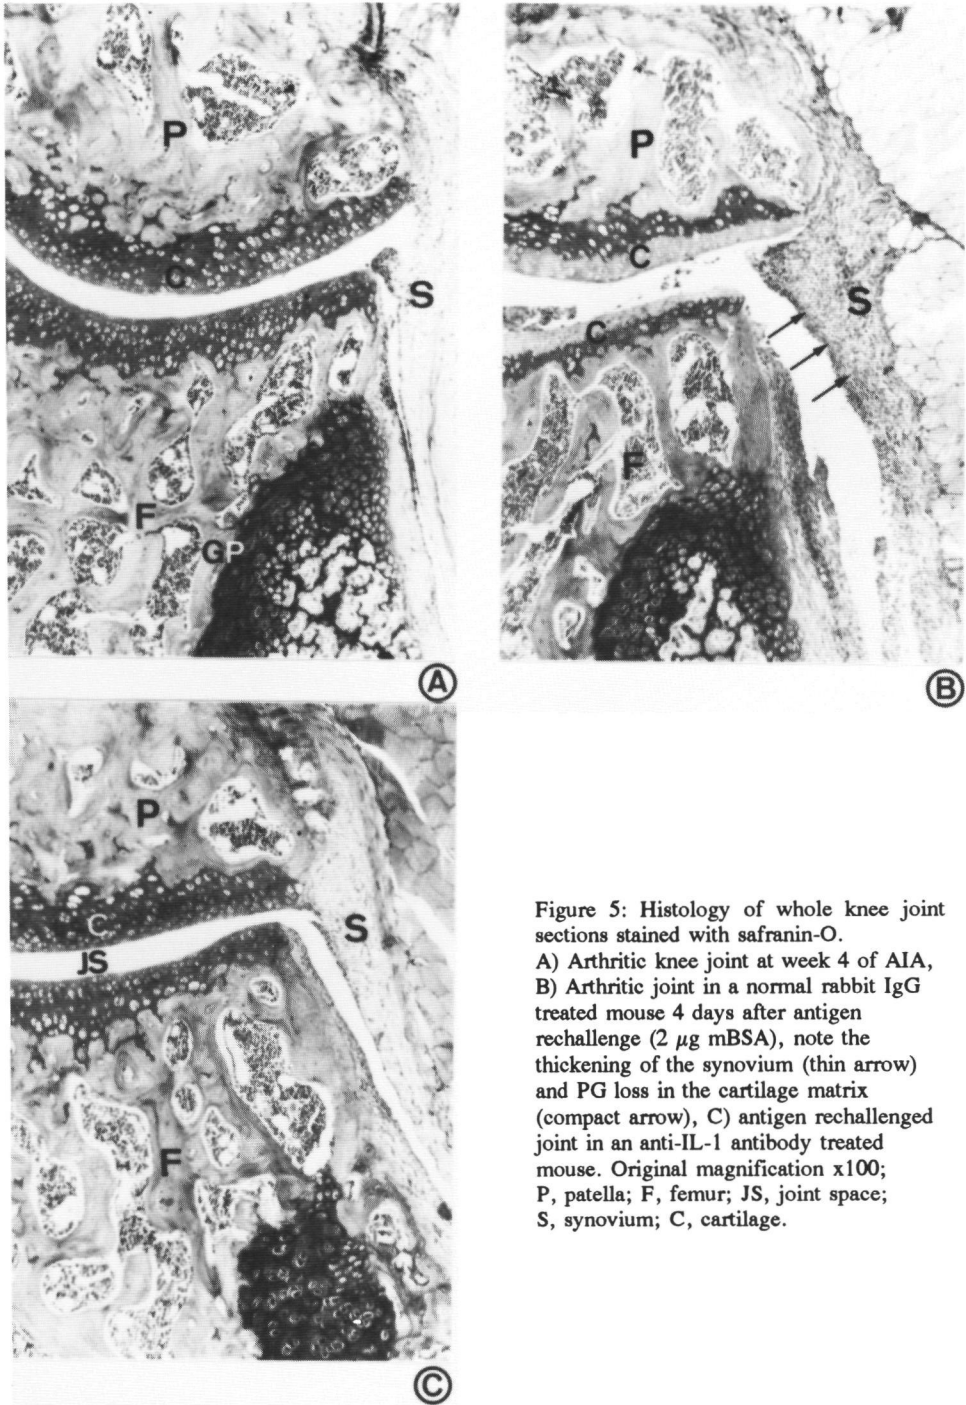 P
C
S
F
GP
A
P
C
S
C
F
B
P
C
JS
S
F
C
Figure 5: Histology of whole knee joint
sections stained with safranin-O.
A) Arthritic knee joint at week 4 of AIA,
B) Arthritic joint in a normal rabbit IgG
treated mouse 4 days after antigen
rechallenge (2 µg mBSA), note the
thickening of the synovium (thin arrow)
and PG loss in the cartilage matrix
(compact arrow), C) antigen rechallenged
joint in an anti-IL-1 antibody treated
mouse. Original magnification x100;
P, patella; F, femur; JS, joint space;
S, synovium; C, cartilage.